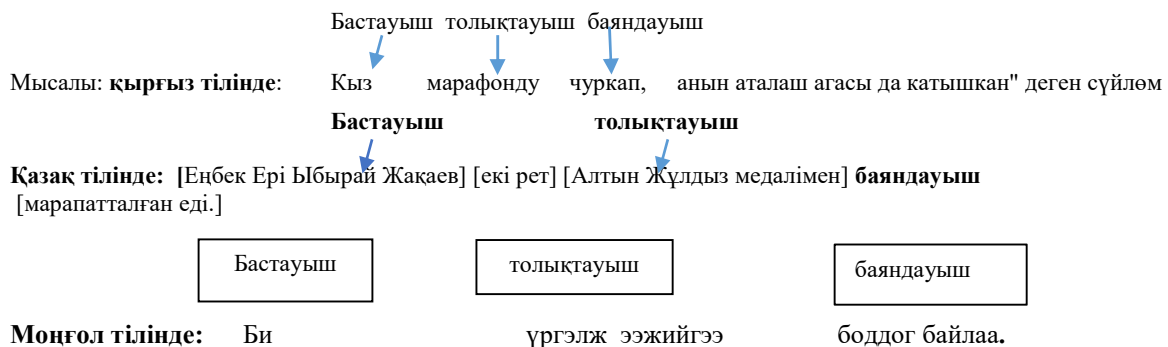 Бастауыш толықтауыш баяндауыш
Мысалы: қырғыз тілінде: Кыз марафонду чуркап, анын аталаш агасы да катышкан" деген сүйлөм
Бастауыш толықтауыш
Қазақ тілінде: [Еңбек Ері Ыбырай Жақаев] [екі рет] [Алтын Жұлдыз медалімен] баяндауыш
[марапатталған еді.]
Бастауыш толықтауыш баяндауыш
Моңғол тілінде: Би үргэлж ээжийгээ боддог байлаа.